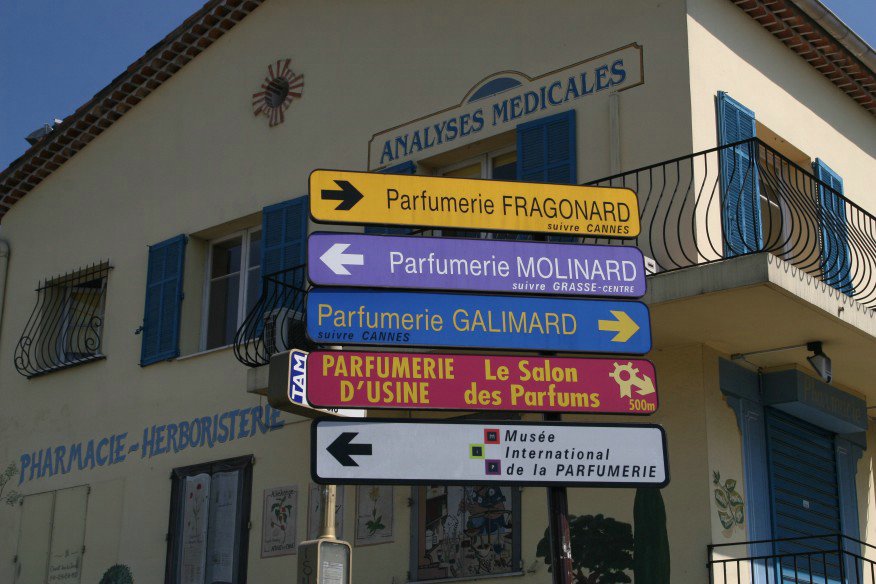 ANALYSES MEDICALES
Parfumerie FRAGONARD
suivre CANNES
Parfumerie MOLINARD
suivre GRASSE-CENTRE
Parfumerie GALIMARD
suivre CANNES
TAM
PARFUMERIE
D'USINE
Le Salon
des Parfums
500m
Musée
International
de la PARFUMERIE
PHARMACIE-HERBORISTERIE